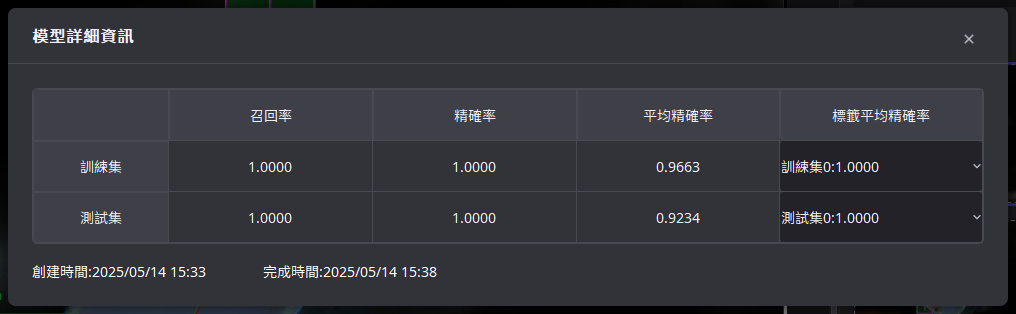 模型詳細資訊
召回率 精確率 平均精確率 標籤平均精確率
訓練集 1.0000 1.0000 0.9663 訓練集0:1.0000
測試集 1.0000 1.0000 0.9234 測試集0:1.0000
創建時間:2025/05/14 15:33 完成時間:2025/05/14 15:38